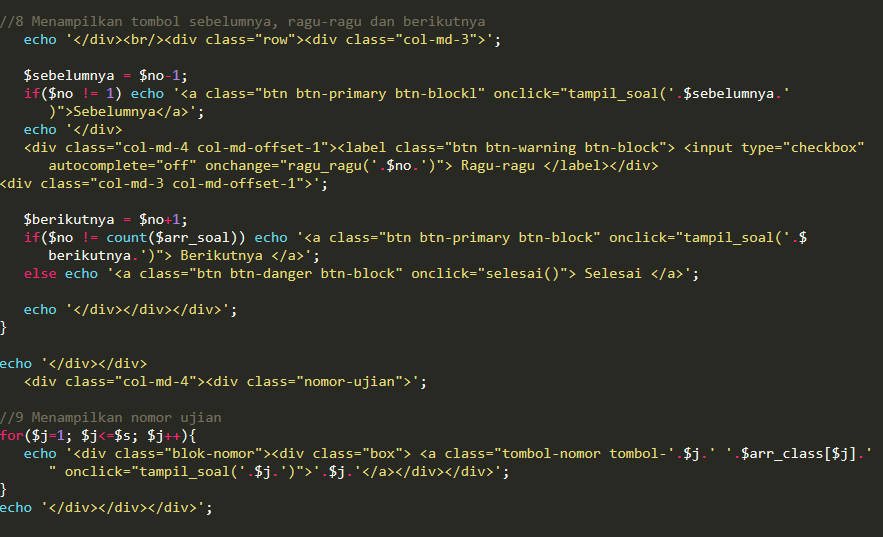 //8 Menampilkan tombol sebelumnya, ragu-ragu dan berikutnya
echo '</div><br/><div class="row"><div class="col-md-3">';
$sebelumnya = $no-1;
if($no != 1) echo '<a class="btn btn-primary btn-blockl" onclick="tampil_soal('.$sebelumnya.'
)">Sebelumnya</a>';
echo '</div>
<div class="col-md-4 col-md-offset-1"><label class="btn btn-warning btn-block"> <input type="checkbox"
autocomplete="off" onchange="ragu_ragu('.$no.')"> Ragu-ragu </label></div>
<div class="col-md-3 col-md-offset-1">';
$berikutnya = $no+1;
if($no != count($arr_soal)) echo '<a class="btn btn-primary btn-block" onclick="tampil_soal('.$
berikutnya.')"> Berikutnya </a>';
else echo '<a class="btn btn-danger btn-block" onclick="selesai()"> Selesai </a>';
echo '</div></div></div>';
}
echo '</div></div>
<div class="col-md-4"><div class="nomor-ujian">';
//9 Menampilkan nomor ujian
for($j=1; $j<=$s; $j++){
echo '<div class="blok-nomor"><div class="box"> <a class="tombol-nomor tombol-'.$j.' '.$arr_class[$j].'
" onclick="tampil_soal('.$j.')">'.$j.'</a></div></div>';
}
echo '</div></div></div>';